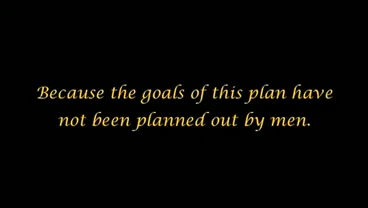 Because the goals of this plan have
not been planned out by men.